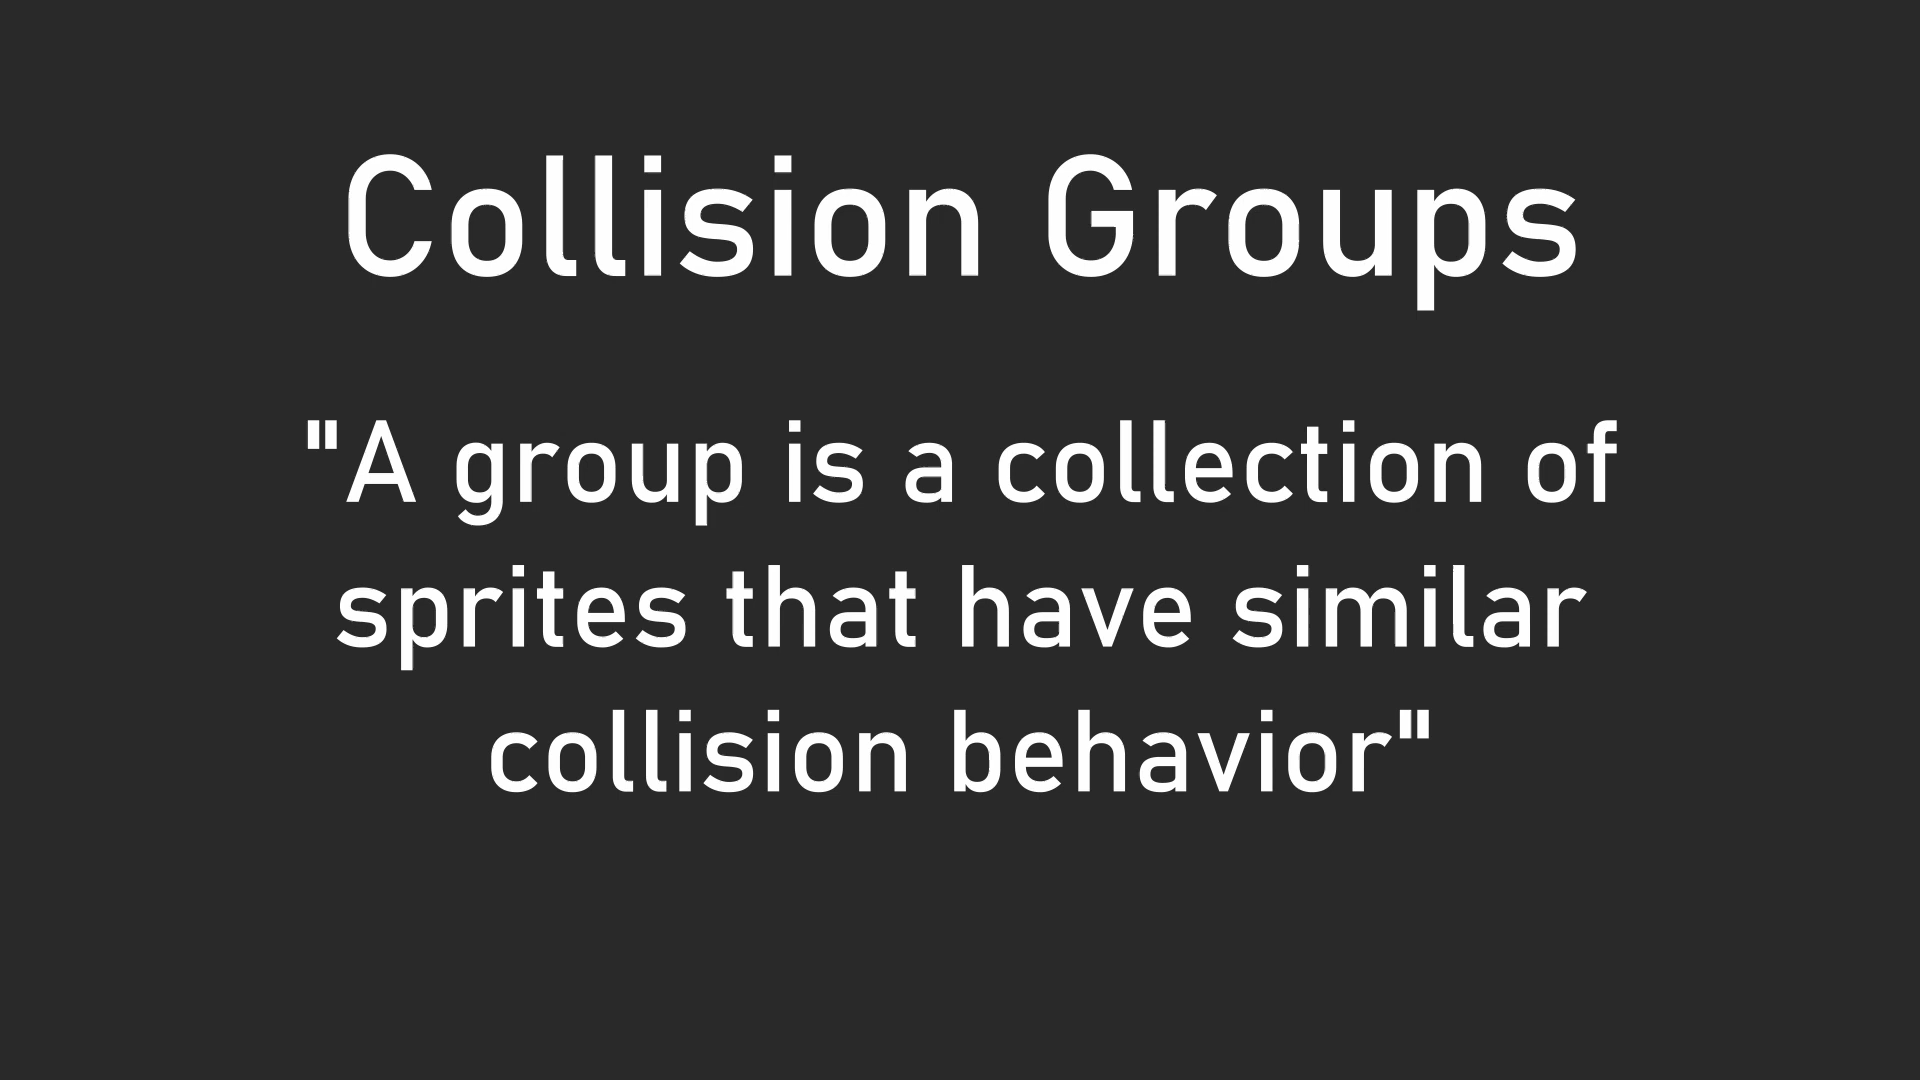 Collision Groups
"A group is a collection of
sprites that have similar
collision behavior"